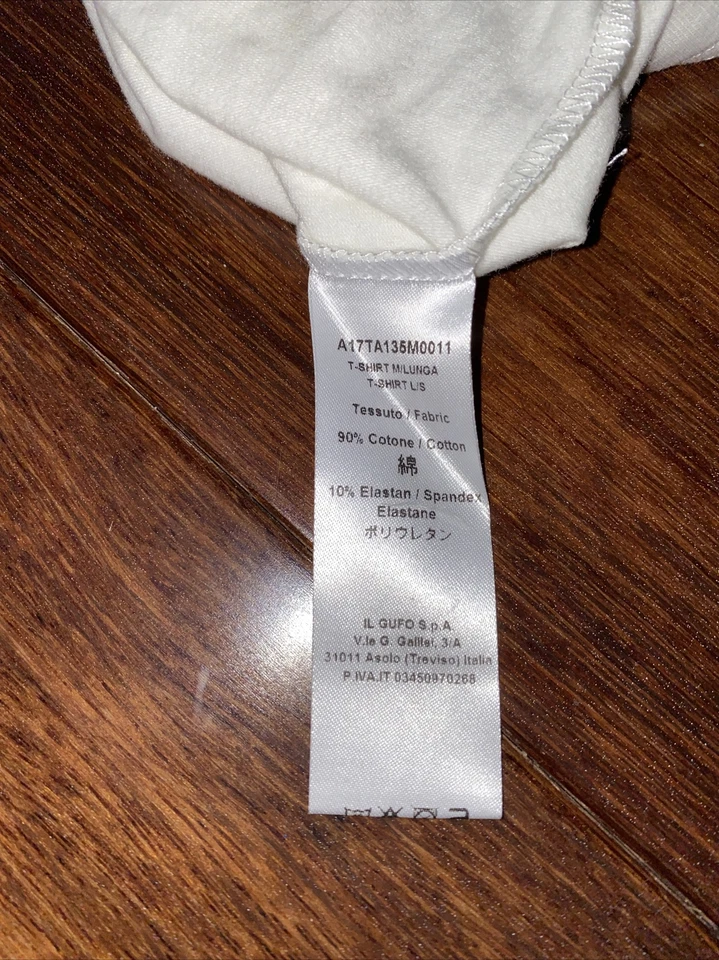 A17TA135M0011
T-SHIRT M/LUNGA
T-SHIRT L/S
Tessuto / Fabric
90% Cotone / Cotton
綿
10% Elastan / Spandex
Elastane
ポリウレタン
IL GUFO S.p.A.
V.le G. Galilei, 3/A
31011 Asolo (Treviso) Italia
P.IVA.IT 03450970268